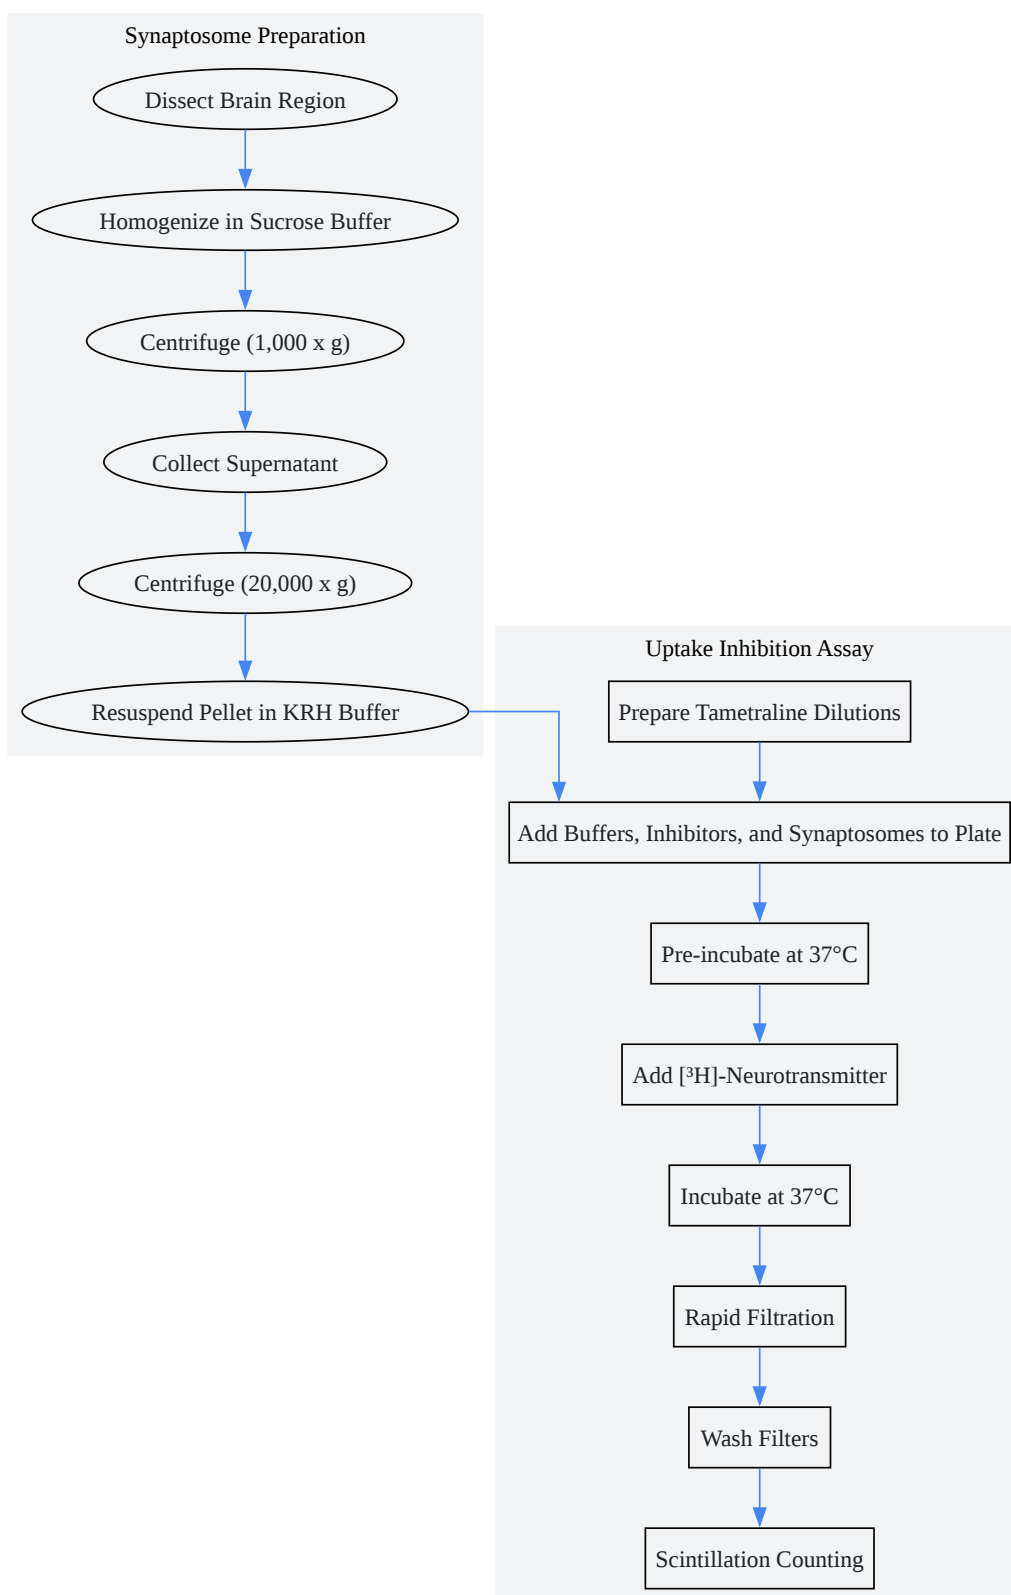 Synaptosome Preparation
Dissect Brain Region
Homogenize in Sucrose Buffer
Centrifuge (1,000 x g)
Collect Supernatant
Centrifuge (20,000 x g)
Resuspend Pellet in KRH Buffer
Uptake Inhibition Assay
Prepare Tametraline Dilutions
Add Buffers, Inhibitors, and Synaptosomes to Plate
Pre-incubate at 37°C
Add [³H]-Neurotransmitter
Incubate at 37°C
Rapid Filtration
Wash Filters
Scintillation Counting